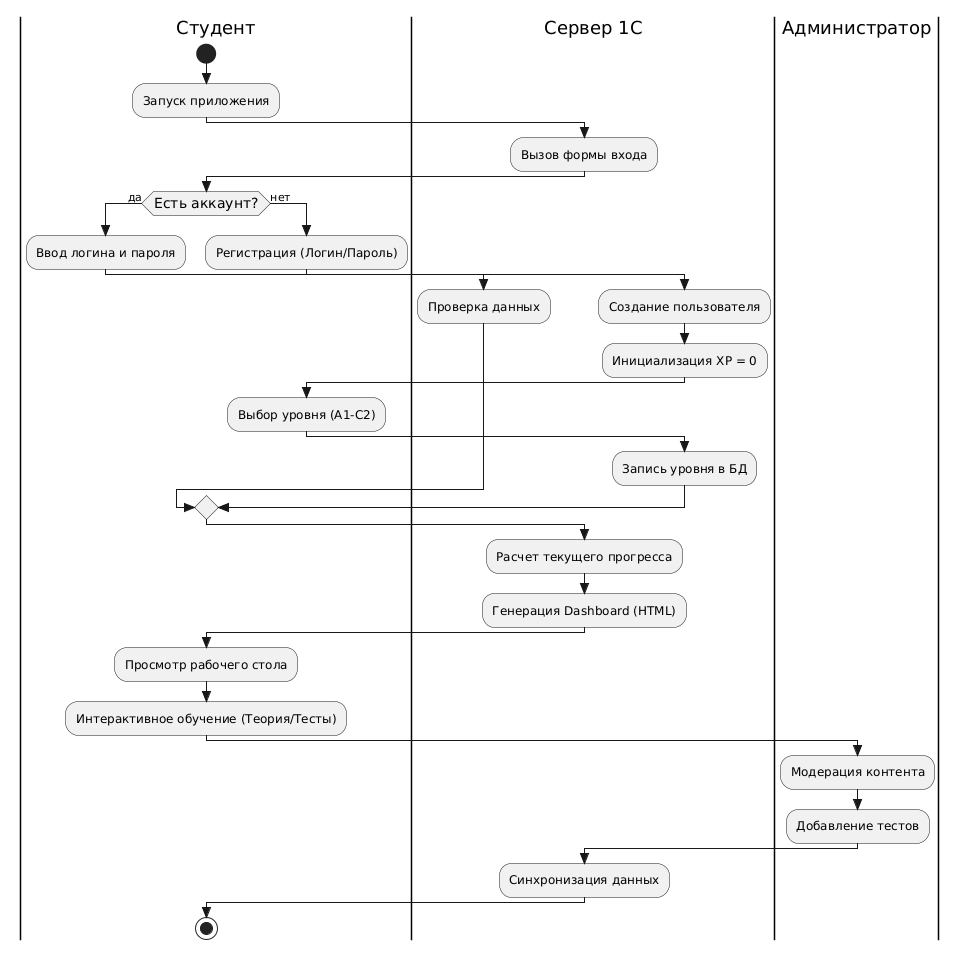 Студент
Сервер 1С
Администратор
Запуск приложения
Вызов формы входа
да
Есть аккаунт?
нет
Ввод логина и пароля
Регистрация (Логин/Пароль)
Проверка данных
Создание пользователя
Инициализация XP = 0
Выбор уровня (A1-C2)
Запись уровня в БД
Расчет текущего прогресса
Генерация Dashboard (HTML)
Просмотр рабочего стола
Интерактивное обучение (Теория/Тесты)
Модерация контента
Добавление тестов
Синхронизация данных